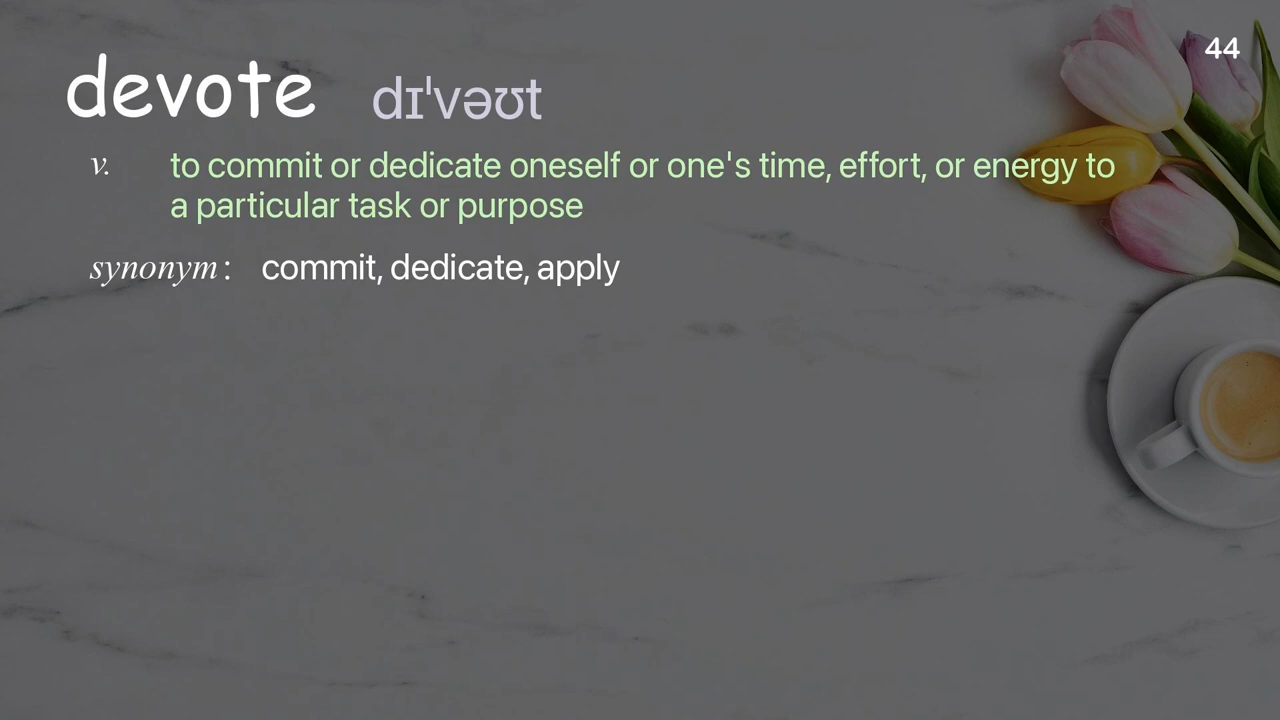 44
devote dɪˈvəʊt
v. to commit or dedicate oneself or one's time, effort, or energy to
a particular task or purpose
synonym: commit, dedicate, apply